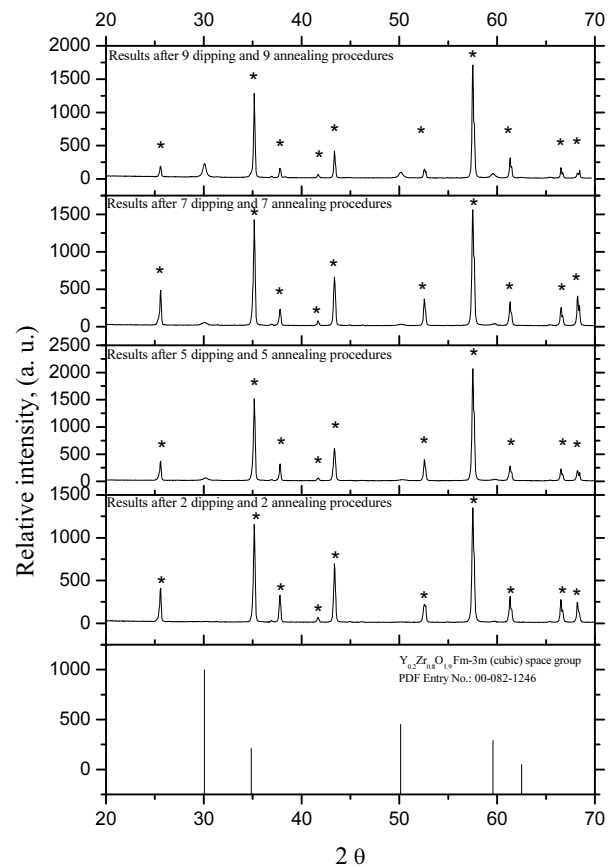 20 30 40 50 60 70
2000
1500
1000
500
0
Results after 9 dipping and 9 annealing procedures
* * * * * * * * * *
1500
1000
500
0
Results after 7 dipping and 7 annealing procedures
* * * * * * * * * *
2500
2000
1500
1000
500
0
Results after 5 dipping and 5 annealing procedures
* * * * * * * * * *
1500
1000
500
0
Results after 2 dipping and 2 annealing procedures
* * * * * * * * * *
1000
500
0
Y0.2Zr0.8O1.9 Fm-3m (cubic) space group
PDF Entry No.: 00-082-1246
20 30 40 50 60 70
2 θ
Relative intensity, (a. u.)